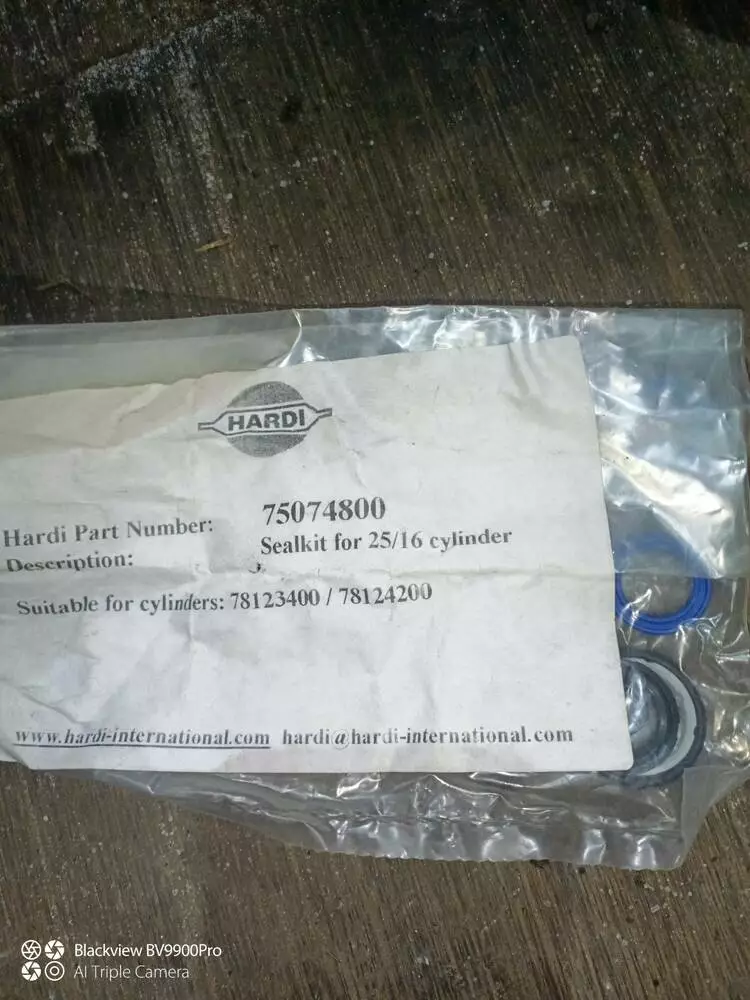 HARDI
Hardi Part Number: 75074800
Description: Sealkit for 25/16 cylinder
Suitable for cylinders: 78123400 / 78124200
www.hardi-international.com hardi@hardi-international.com
Blackview BV9900Pro
AI Triple Camera